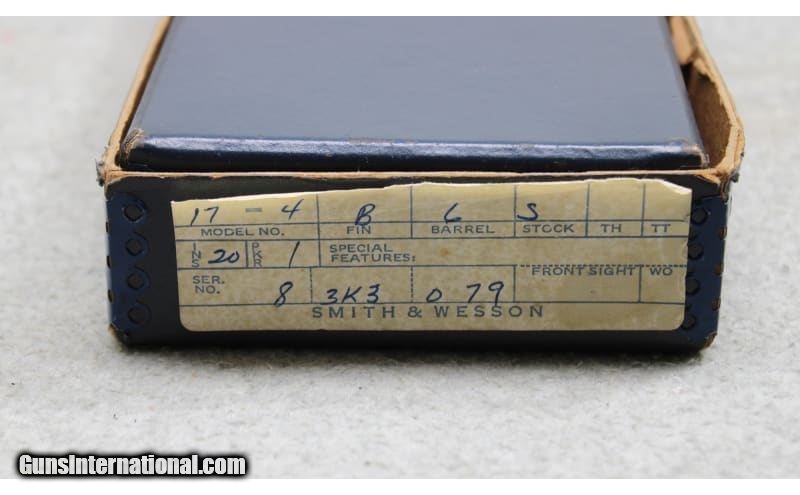 17 - 4 B 6 S
MODEL NO. FIN BARREL STOCK TH TT
INS 20 PKR 1 SPECIAL FEATURES:
SER. NO. 8 3K3 0 79 FRONT SIGHT WO
SMITH & WESSON
GunsInternational.com